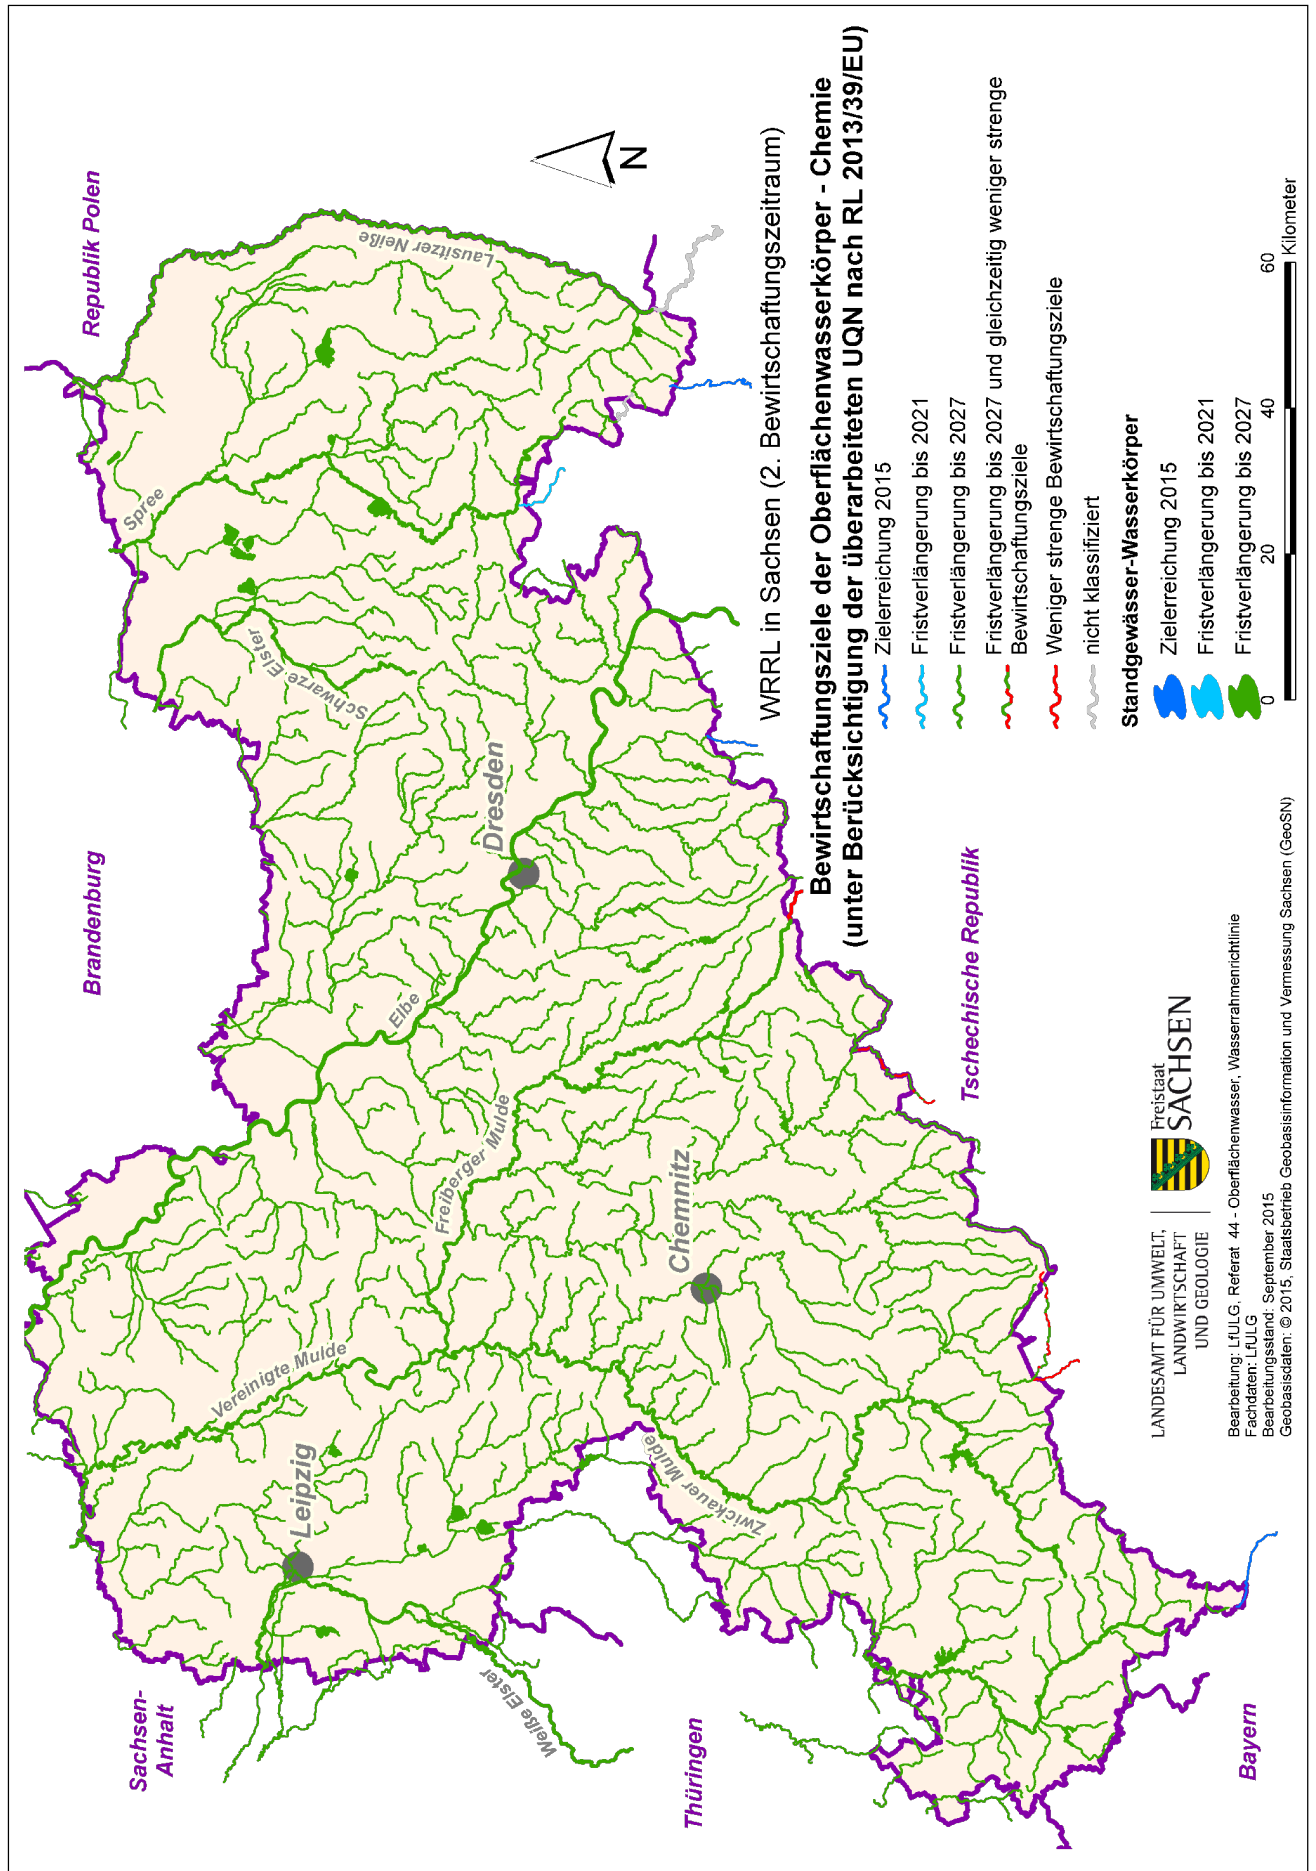 Republik Polen
Brandenburg
Sachsen-
Anhalt
Thüringen
Bayern
Tschechische Republik
Lausitzer Neiße
Spree
Schwarze Elster
Dresden
Elbe
Freiberger Mulde
Chemnitz
Vereinigte Mulde
Leipzig
Zwickauer Mulde
Weiße Elster
N
WRRL in Sachsen (2. Bewirtschaftungszeitraum)
Bewirtschaftungsziele der Oberflächenwasserkörper - Chemie
(unter Berücksichtigung der überarbeiteten UQN nach RL 2013/39/EU)
Zielerreichung 2015
Fristverlängerung bis 2021
Fristverlängerung bis 2027
Fristverlängerung bis 2027 und gleichzeitig weniger strenge
Bewirtschaftungsziele
Weniger strenge Bewirtschaftungsziele
nicht klassifiziert
Standgewässer-Wasserkörper
Zielerreichung 2015
Fristverlängerung bis 2021
Fristverlängerung bis 2027
0 20 40 60
Kilometer
LANDESAMT FÜR UMWELT,
LANDWIRTSCHAFT
UND GEOLOGIE
Freistaat
SACHSEN
Bearbeitung: LfULG, Referat 44 - Oberflächenwasser, Wasserrahmenrichtlinie
Fachdaten: LfULG
Bearbeitungsstand: September 2015
Geobasisdaten: © 2015, Staatsbetrieb Geobasisinformation und Vermessung Sachsen (GeoSN)